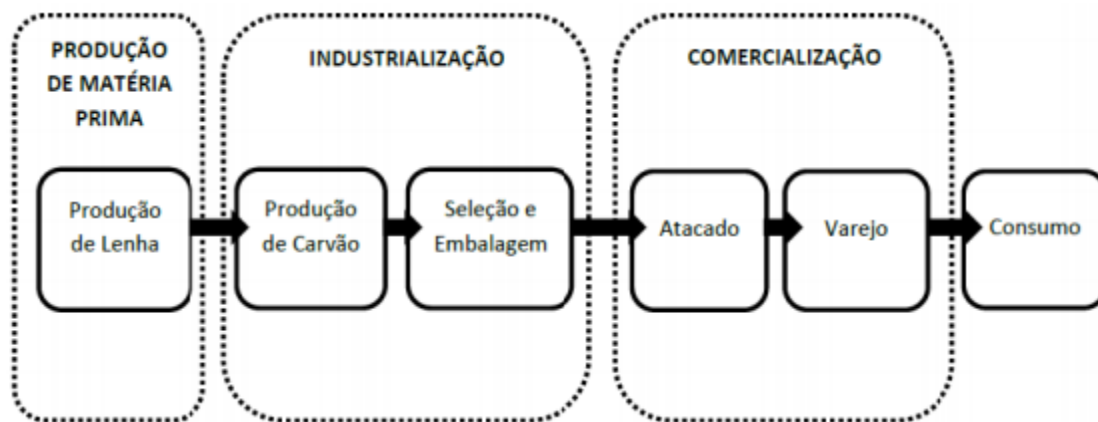 PRODUÇÃO
DE MATÉRIA
PRIMA
INDUSTRIALIZAÇÃO
COMERCIALIZAÇÃO
Produção
de Lenha
Produção
de Carvão
Seleção e
Embalagem
Atacado
Varejo
Consumo